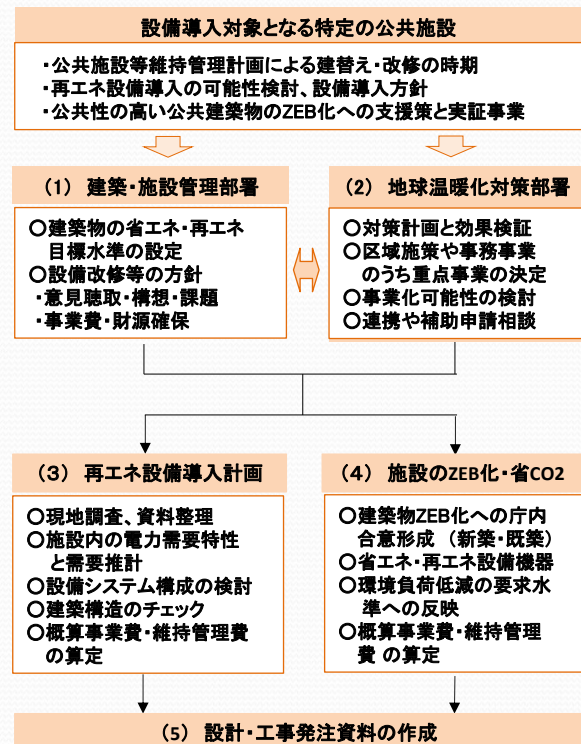 設備導入対象となる特定の公共施設
・公共施設等維持管理計画による建替え・改修の時期
・再エネ設備導入の可能性検討、設備導入方針
・公共性の高い公共建築物のZEB化への支援策と実証事業
（1） 建築・施設管理部署
〇建築物の省エネ・再エネ
目標水準の設定
〇設備改修等の方針
・意見聴取・構想・課題
・事業費・財源確保
（2） 地球温暖化対策部署
〇対策計画と効果検証
〇区域施策や事務事業
のうち重点事業の決定
〇事業化可能性の検討
〇連携や補助申請相談
（3） 再エネ設備導入計画
〇現地調査、資料整理
〇施設内の電力需要特性
と需要推計
〇設備システム構成の検討
〇建築構造のチェック
〇概算事業費・維持管理費
の算定
（4） 施設のZEB化・省CO2
〇建築物ZEB化への庁内
合意形成 （新築・既築）
〇省エネ・再エネ設備機器
〇環境負荷低減の要求水
準への反映
〇概算事業費・維持管理
費 の算定
（5） 設計・工事発注資料の作成